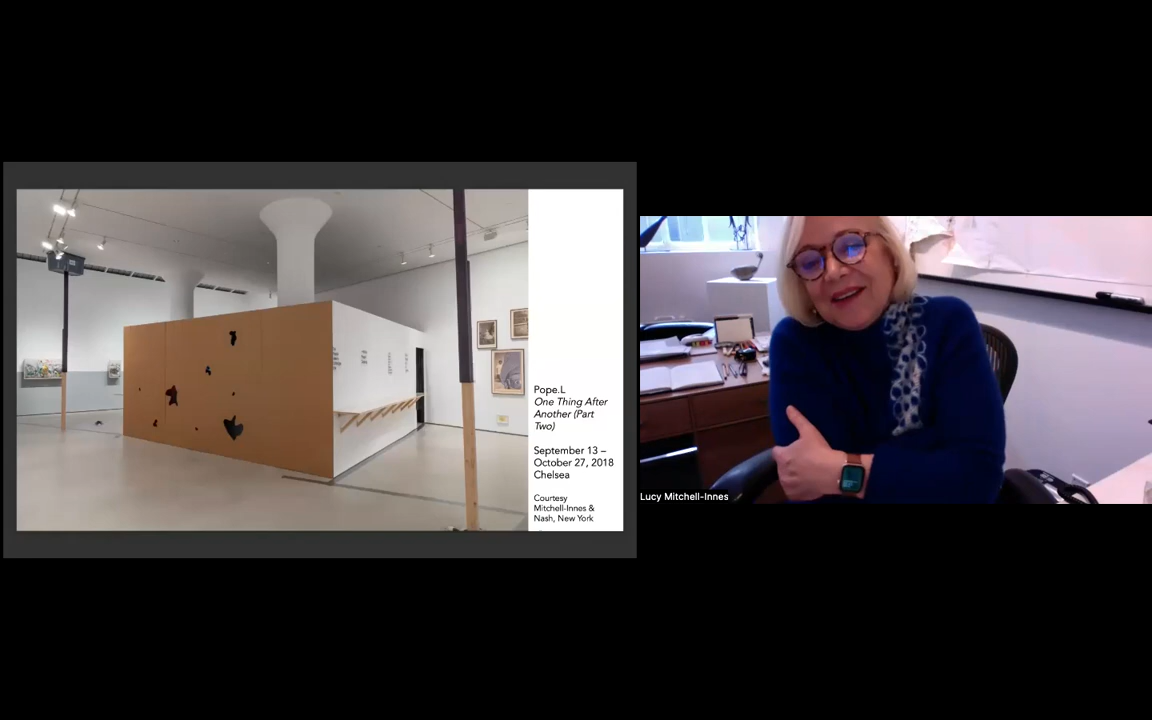 Pope.L
One Thing After
Another (Part
Two)
September 13 –
October 27, 2018
Chelsea
Courtesy
Mitchell-Innes &
Nash, New York
Lucy Mitchell-Innes